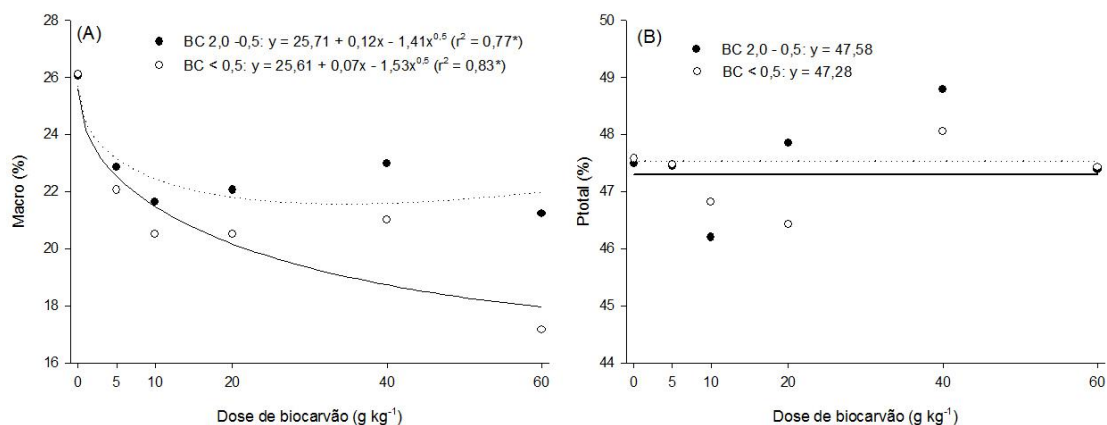 (A)
BC 2,0 -0,5: y = 25,71 + 0,12x - 1,41x^0,5 (r² = 0,77*)
BC < 0,5: y = 25,61 + 0,07x - 1,53x^0,5 (r² = 0,83*)
28
26
24
22
20
18
16
Macro (%)
0 5 10 20 40 60
Dose de biocarvão (g kg⁻¹)
(B)
BC 2,0 - 0,5: y = 47,58
BC < 0,5: y = 47,28
50
49
48
47
46
45
44
Ptotal (%)
0 5 10 20 40 60
Dose de biocarvão (g kg⁻¹)